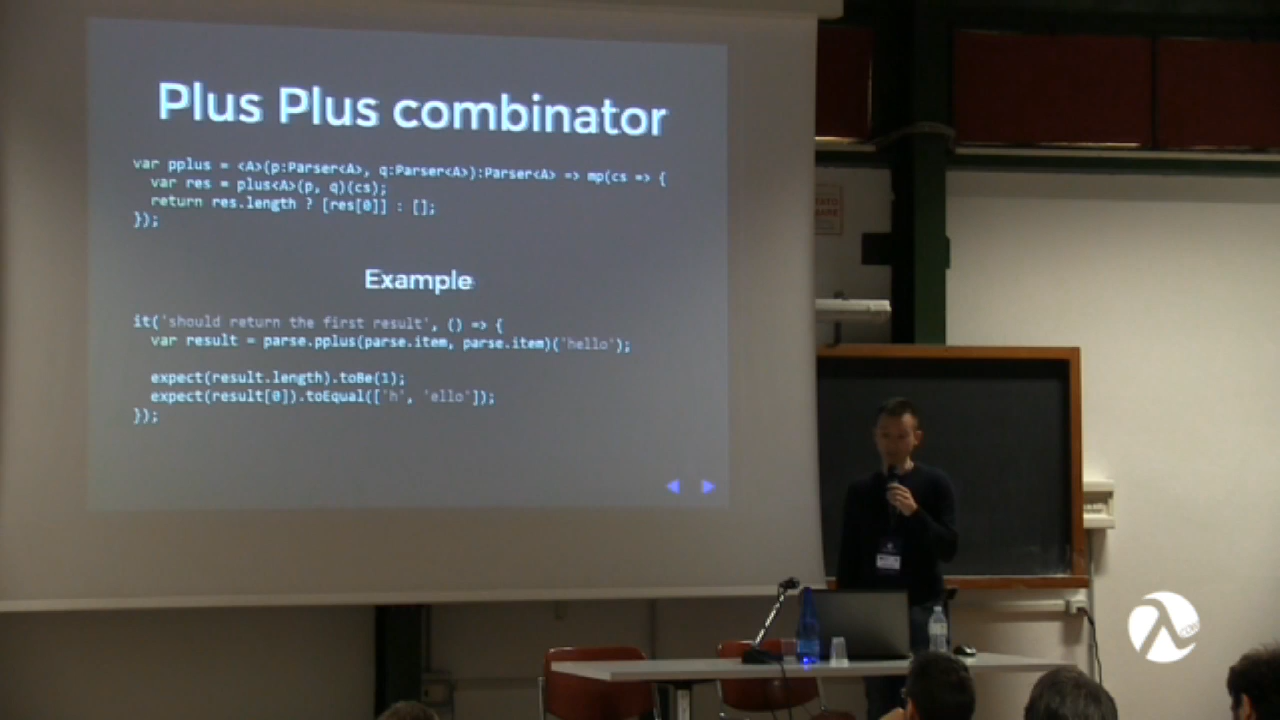 Plus Plus combinator
var pplus = <A>(p:Parser<A>, q:Parser<A>):Parser<A> => mp(cs => {
var res = plus<A>(p, q)(cs);
return res.length ? [res[0]] : [];
});
Example
it('should return the first result', () => {
var result = parse.pplus(parse.item, parse.item)('hello');
expect(result.length).toBe(1);
expect(result[0]).toEqual(['h', 'ello']);
});